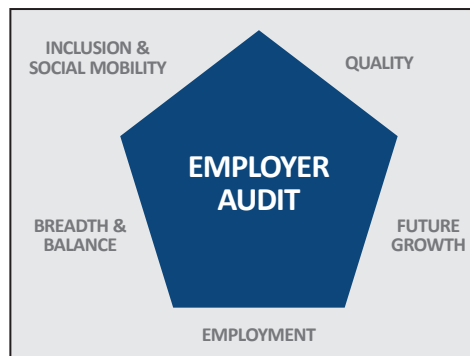 INCLUSION &
SOCIAL MOBILITY
QUALITY
EMPLOYER
AUDIT
BREADTH &
BALANCE
FUTURE
GROWTH
EMPLOYMENT